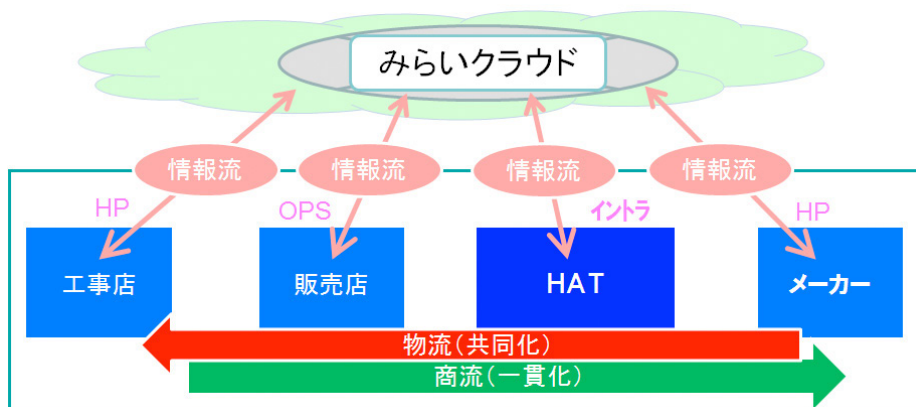 みらいクラウド
情報流 情報流 情報流 情報流
HP OPS イントラ HP
工事店 販売店 HAT メーカー
物流(共同化)
商流(一貫化)